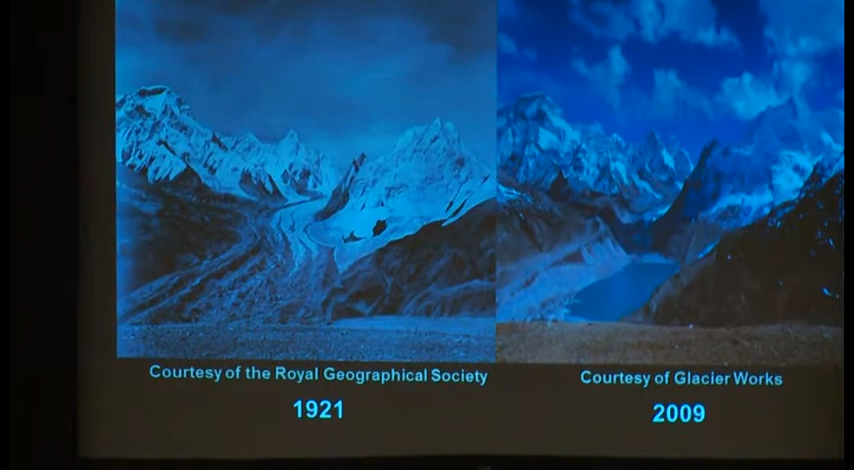 Courtesy of the Royal Geographical Society
1921
Courtesy of Glacier Works
2009